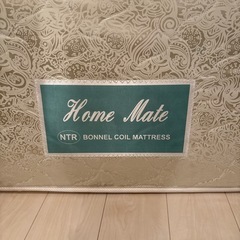 Home Mate
NTR BONNEL COIL MATTRESS